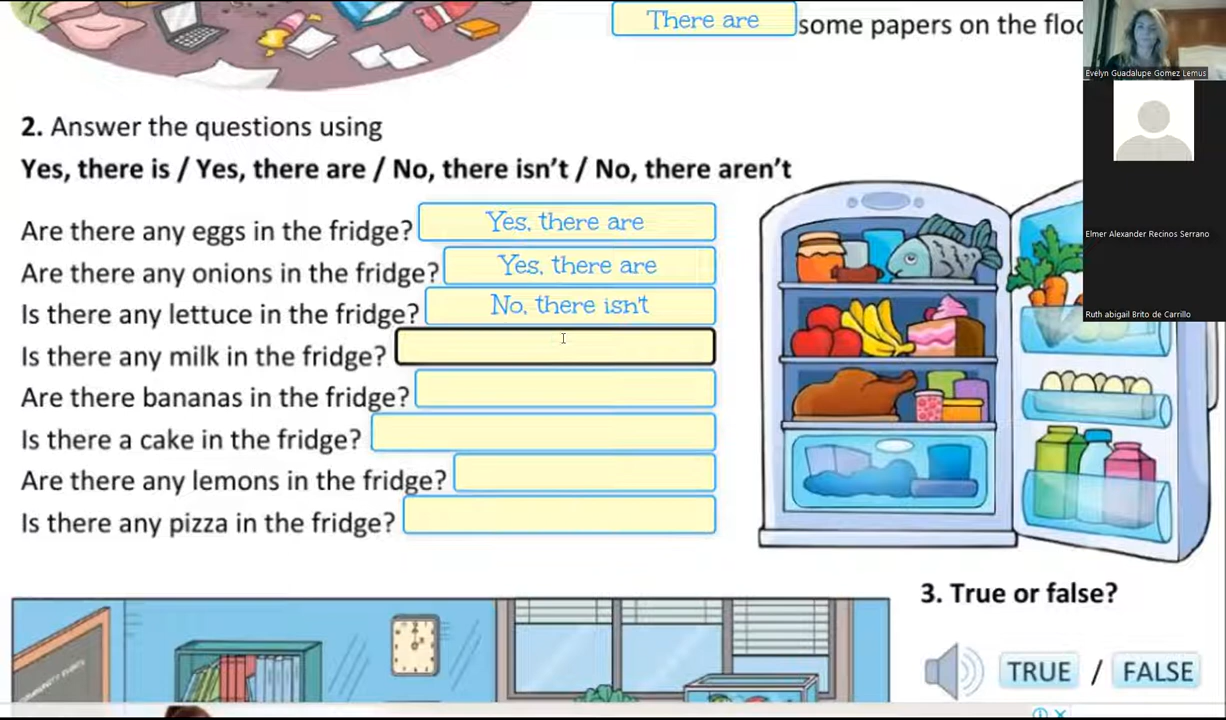 There are some papers on the floo
Evelyn Guadalupe Gomez Lemus
2. Answer the questions using
Yes, there is / Yes, there are / No, there isn't / No, there aren't
Are there any eggs in the fridge? Yes, there are
Are there any onions in the fridge? Yes, there are
Elmer Alexander Recinos Serrano
Is there any lettuce in the fridge? No, there isn't
Ruth abigail Brito de Carrillo
Is there any milk in the fridge?
Are there bananas in the fridge?
Is there a cake in the fridge?
Are there any lemons in the fridge?
Is there any pizza in the fridge?
3. True or false?
TRUE / FALSE